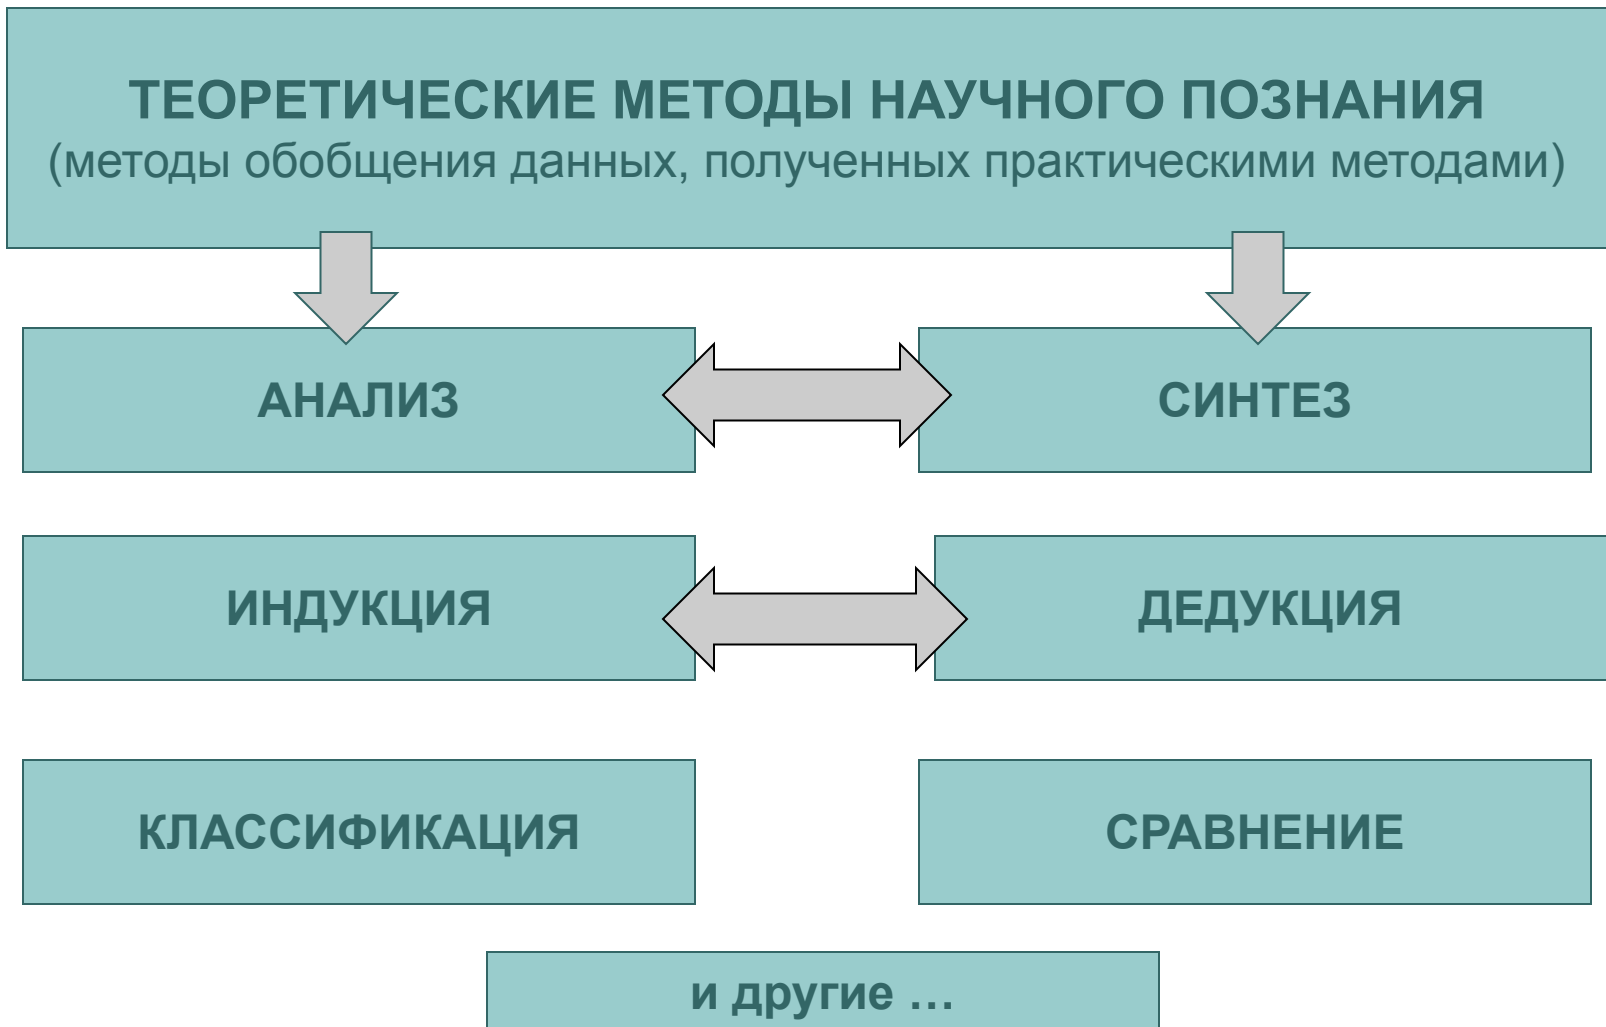 ТЕОРЕТИЧЕСКИЕ МЕТОДЫ НАУЧНОГО ПОЗНАНИЯ
(методы обобщения данных, полученных практическими методами)
АНАЛИЗ
СИНТЕЗ
ИНДУКЦИЯ
ДЕДУКЦИЯ
КЛАССИФИКАЦИЯ
СРАВНЕНИЕ
и другие ...